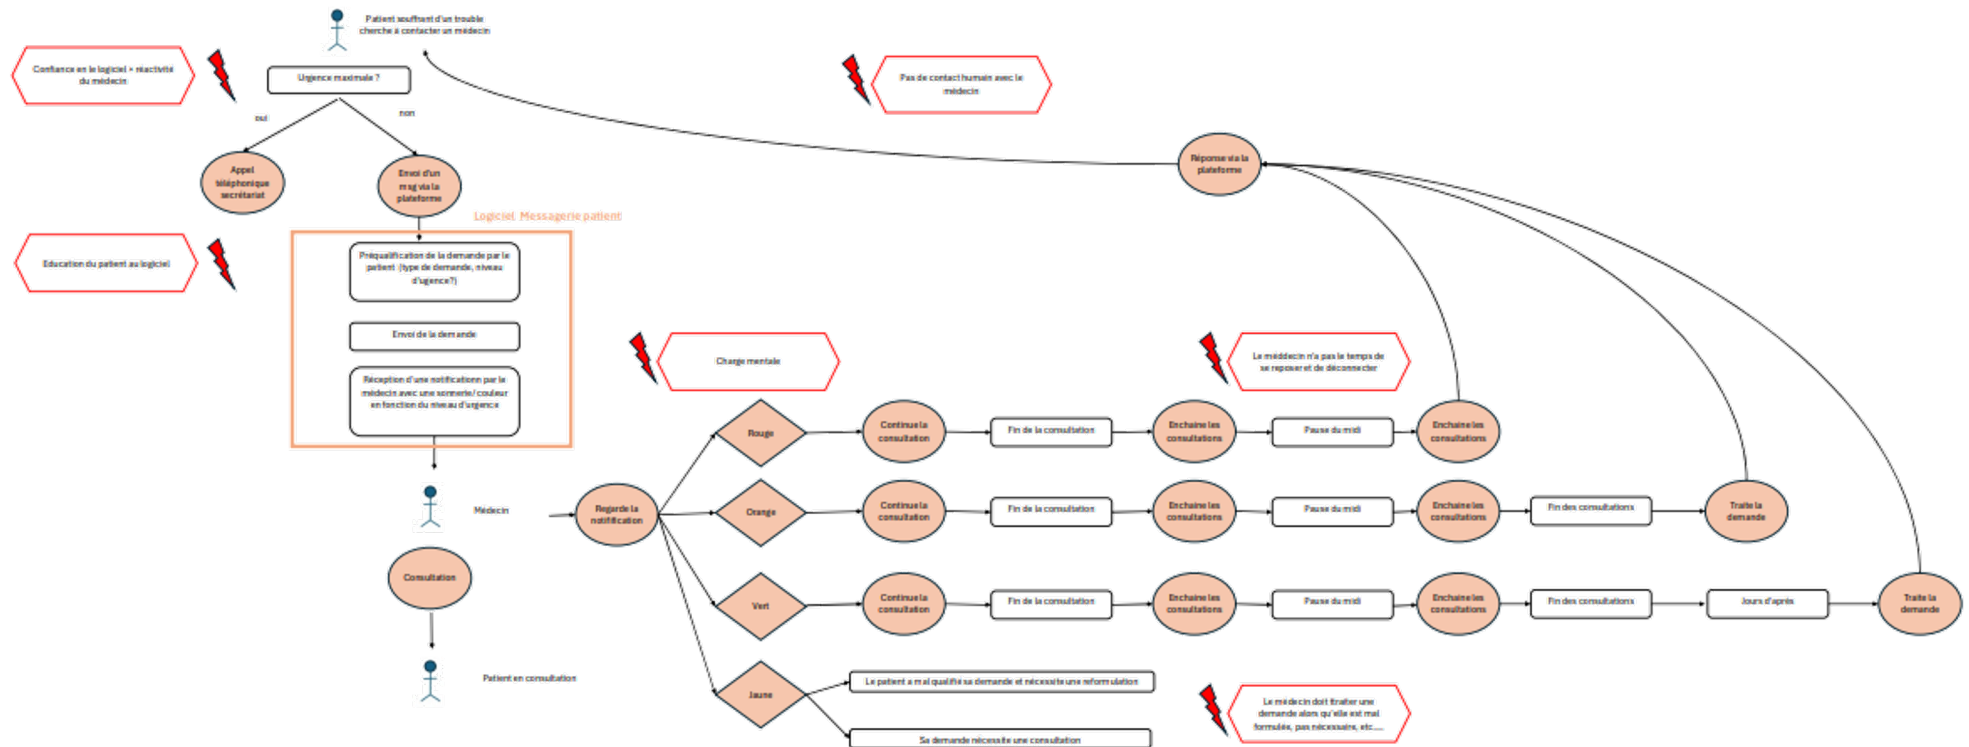 Patient souffrant d'un trouble
cherche à contacter un médecin
Confiance en le logiciel > réactivité
du médecin
Urgence maximale ?
Pas de contact humain avec le
médecin
oui
non
Appel
téléphonique
secrétariat
Envoi d'un
msg via la
plateforme
Réponse via la
plateforme
Logiciel Messagerie patient
Education du patient au logiciel
Préqualification de la demande par le
patient (type de demande, niveau
d'ugence?)
Envoi de la demande
Réception d'une notificationn par le
médecin avec une sonnerie/ couleur
en fonction du niveau d'urgence
Charge mentale
Le méddecin n'a pas le temps de
se reposer et de déconnecter
Rouge
Continue la
consultation
Fin de la consultation
Enchaine les
consultations
Pause du midi
Enchaine les
consultations
Médecin
Regarde la
notiffication
Orange
Continue la
consultation
Fin de la consultation
Enchaine les
consultations
Pause du midi
Enchaine les
consultations
Fin des consultations
Traite la
demande
Consultation
Vert
Continue la
consultation
Fin de la consultation
Enchaine les
consultations
Pause du midi
Enchaine les
consultations
Fin des consultations
Jours d'après
Traite la
demande
Patient en consultation
Jaune
Le patient a mal qualifié sa demande et nécessite une reformulation
Sa demande nécessite une consultation
Le médecin doit ttraiter une
demande alors qu'elle est mal
formulée, pas nécessaire, etc....